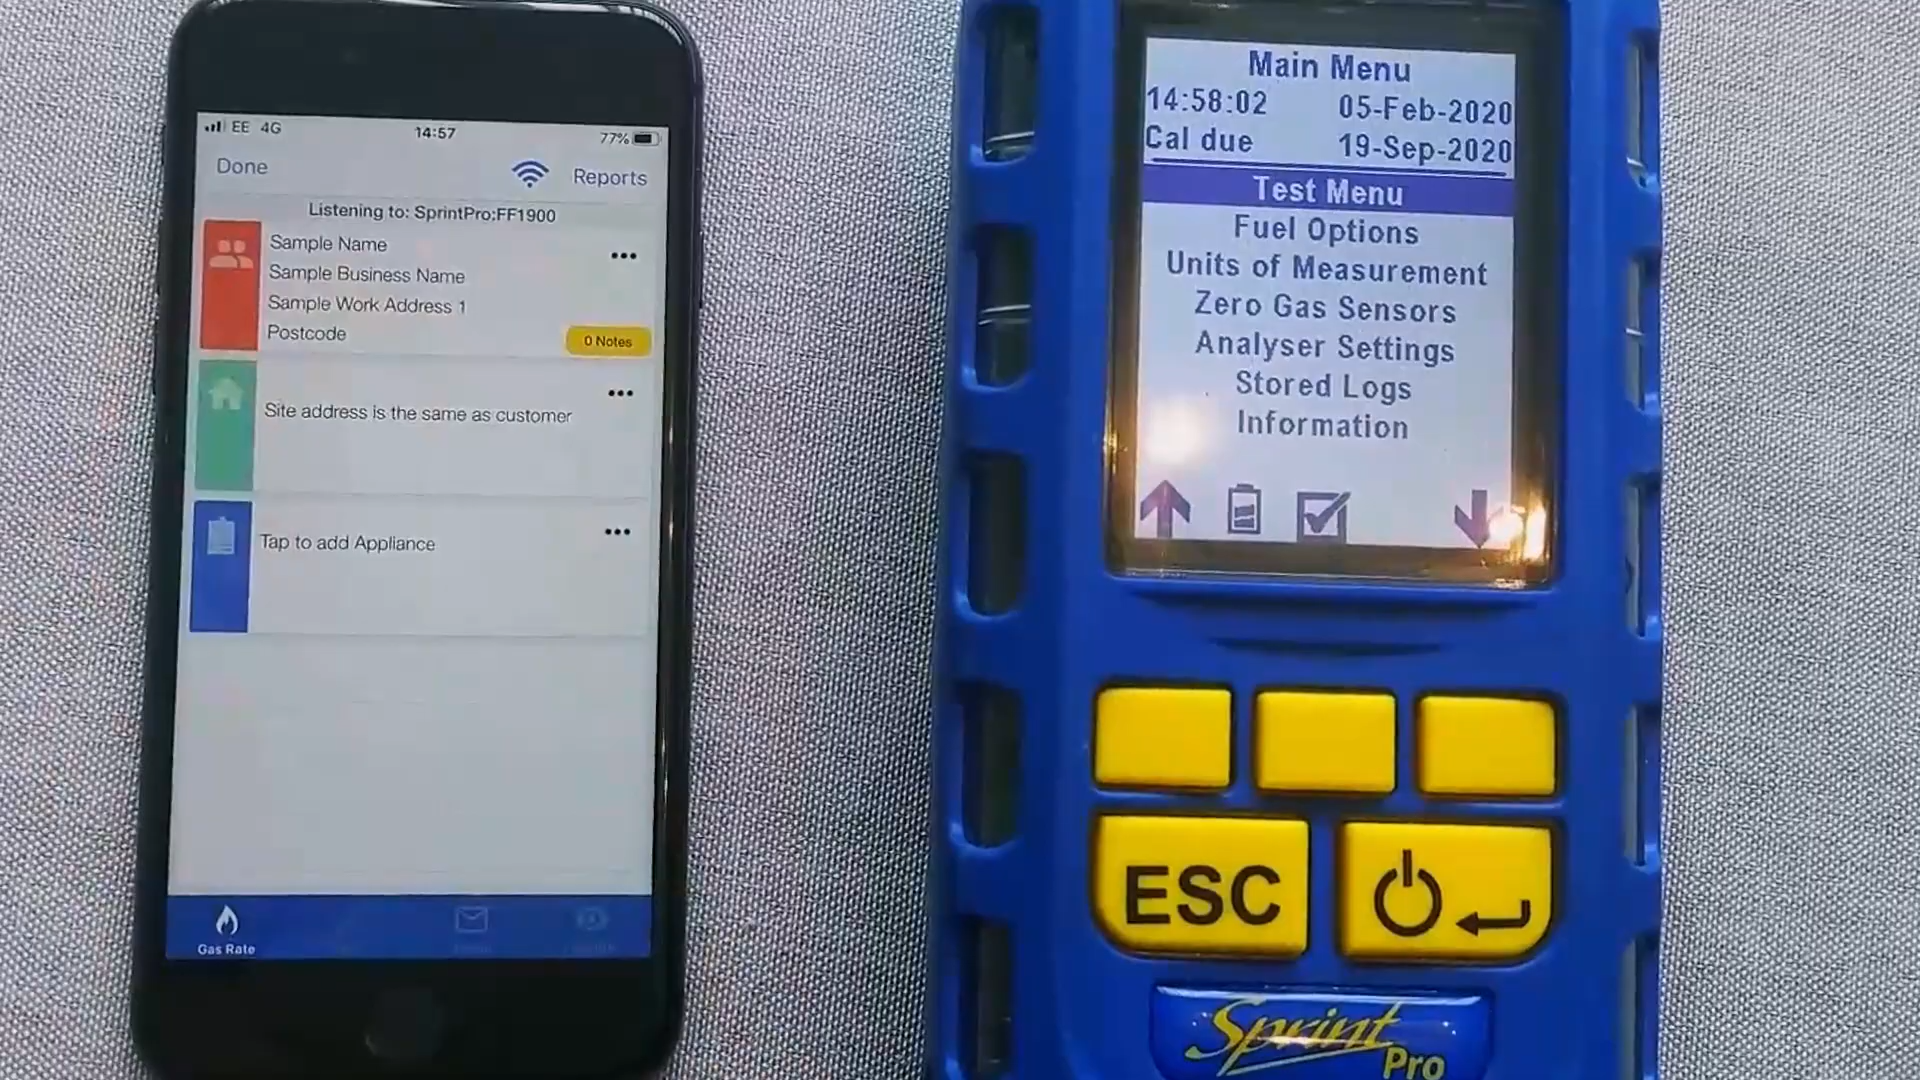 EE 4G 14:57 77%
Done Reports
Listening to: SprintPro:FF1900
Sample Name
Sample Business Name
Sample Work Address 1
Postcode
0 Notes
Site address is the same as customer
Tap to add Appliance
Gas Rate
Main Menu
14:58:02 05-Feb-2020
Cal due 19-Sep-2020
Test Menu
Fuel Options
Units of Measurement
Zero Gas Sensors
Analyser Settings
Stored Logs
Information
ESC
Sprint
Pro